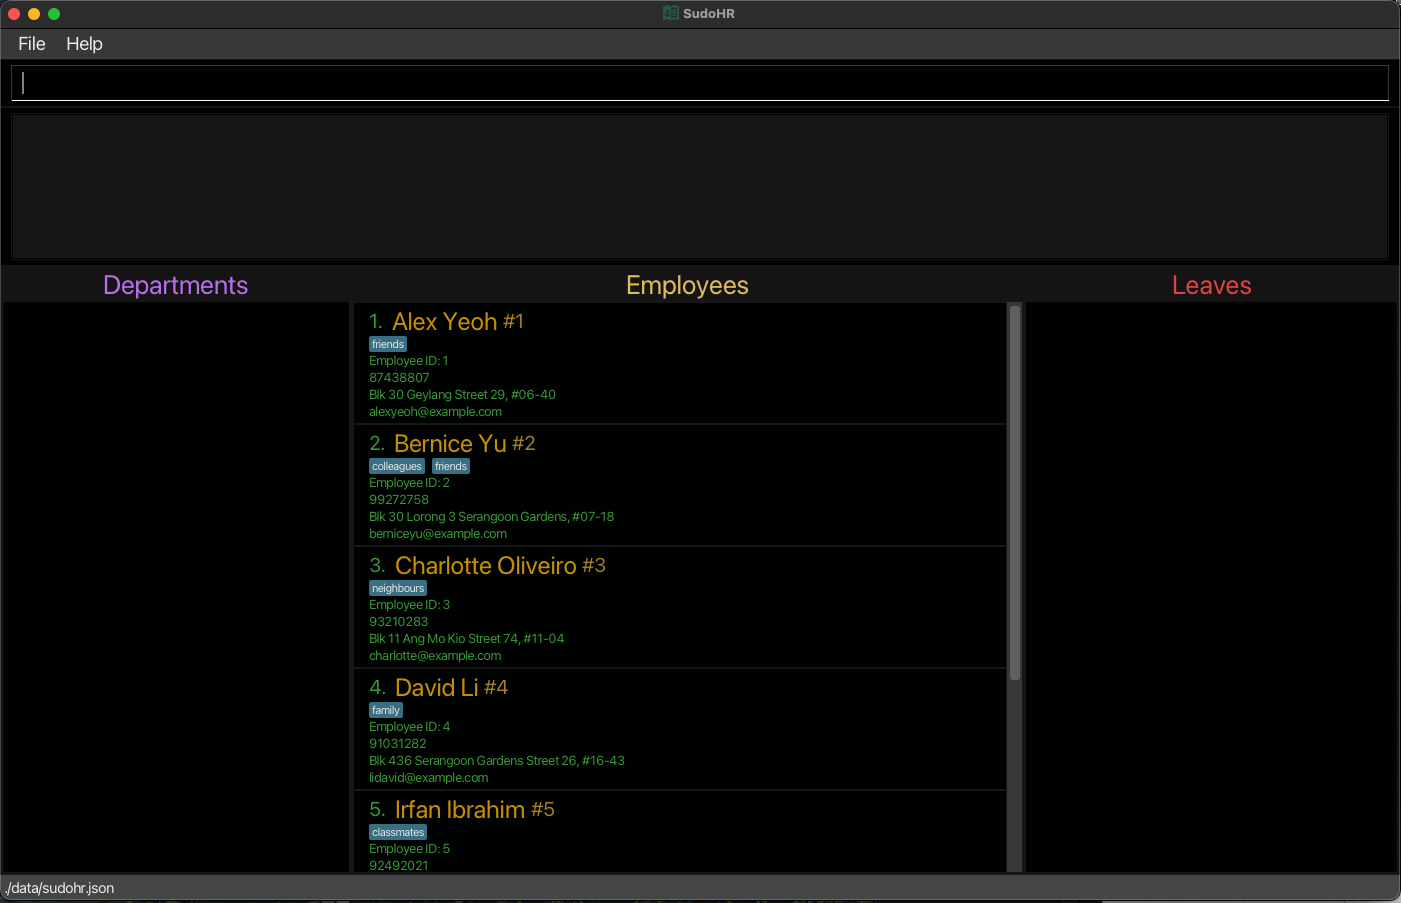 SudoHR
File Help
Departments
Employees
Leaves
1. Alex Yeoh #1
friends
Employee ID: 1
87438807
Blk 30 Geylang Street 29, #06-40
alexyeoh@example.com
2. Bernice Yu #2
colleagues friends
Employee ID: 2
99272758
Blk 30 Lorong 3 Serangoon Gardens, #07-18
berniceyu@example.com
3. Charlotte Oliveiro #3
neighbours
Employee ID: 3
93210283
Blk 11 Ang Mo Kio Street 74, #11-04
charlotte@example.com
4. David Li #4
family
Employee ID: 4
91031282
Blk 436 Serangoon Gardens Street 26, #16-43
lidavid@example.com
5. Irfan Ibrahim #5
classmates
Employee ID: 5
92492021
./data/sudohr.json